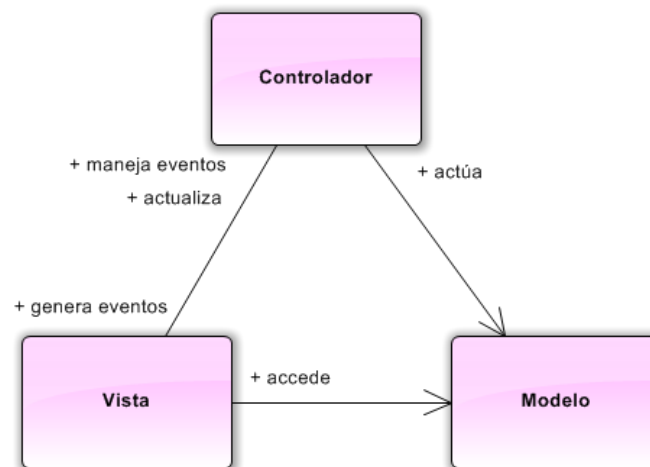 Controlador
+ maneja eventos
+ actúa
+ actualiza
+ genera eventos
+ accede
Vista
Modelo